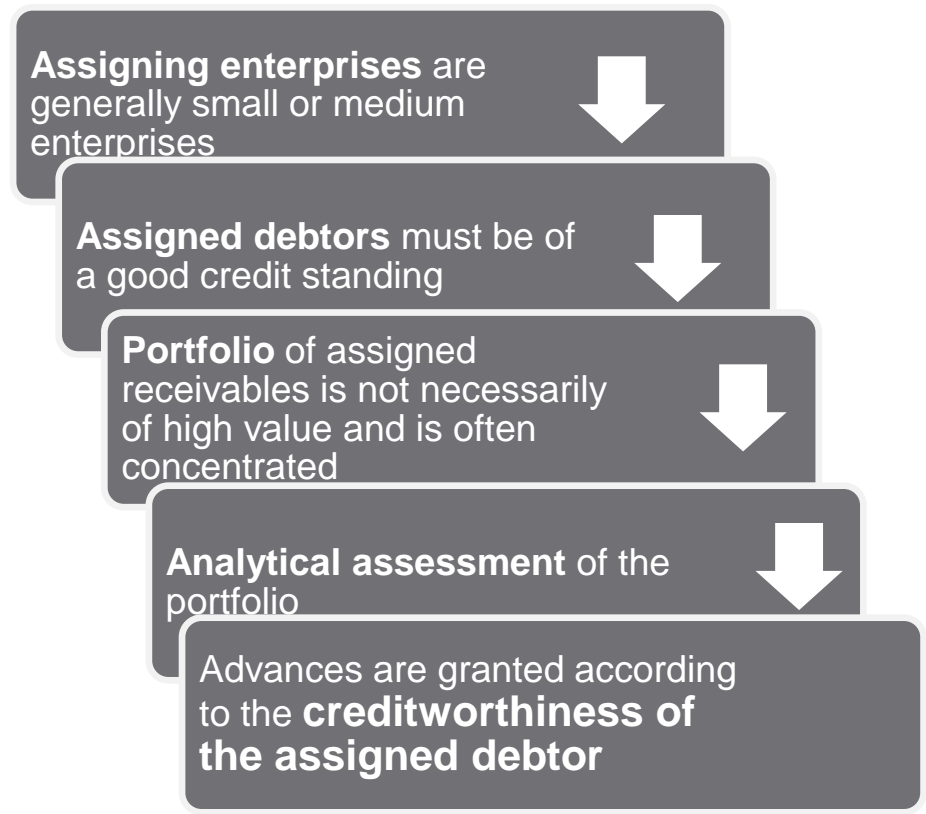 Assigning enterprises are
generally small or medium
enterprises
Assigned debtors must be of
a good credit standing
Portfolio of assigned
receivables is not necessarily
of high value and is often
concentrated
Analytical assessment of the
portfolio
Advances are granted according
to the creditworthiness of
the assigned debtor